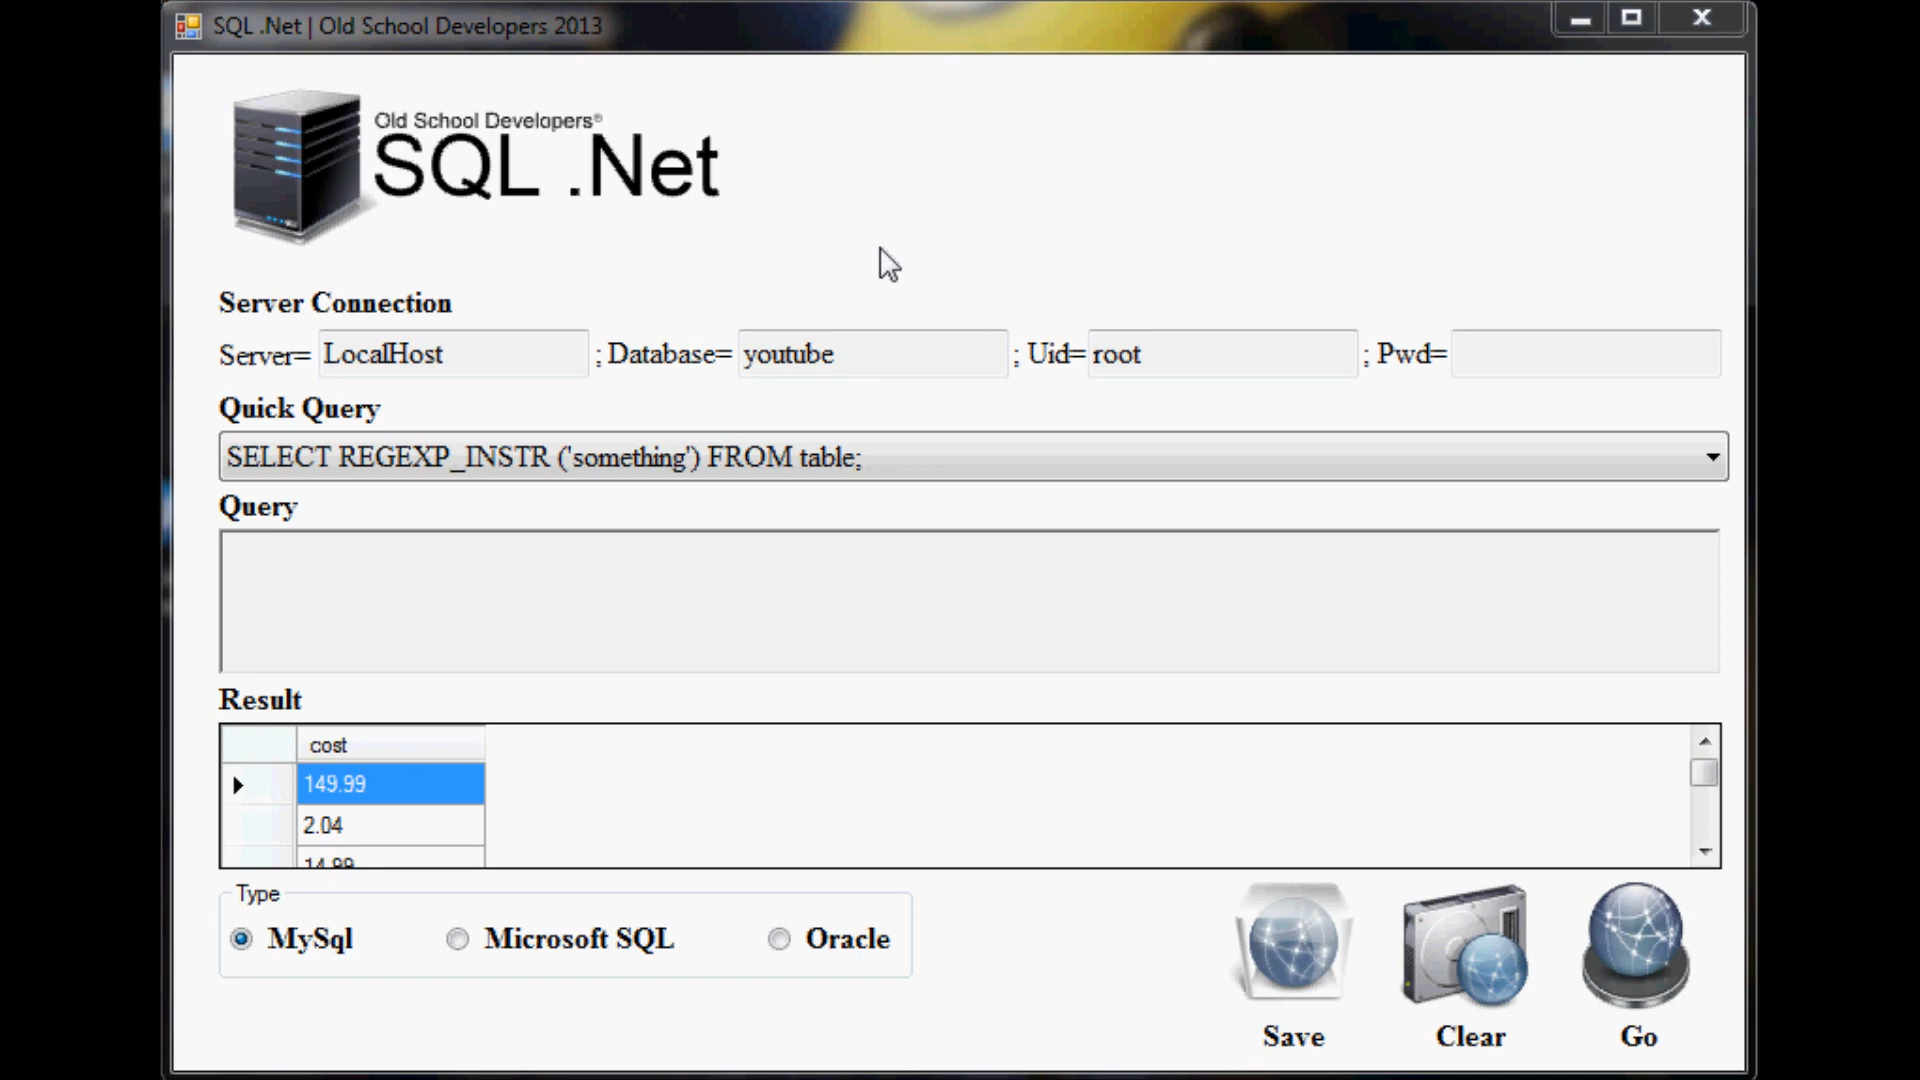 SQL .Net | Old School Developers 2013
Old School Developers®
SQL .Net
Server Connection
Server= LocalHost ; Database= youtube ; Uid= root ; Pwd=
Quick Query
SELECT REGEXP_INSTR ('something') FROM table;
Query
Result
cost
149.99
2.04
14.99
Type
MySql Microsoft SQL Oracle
Save Clear Go